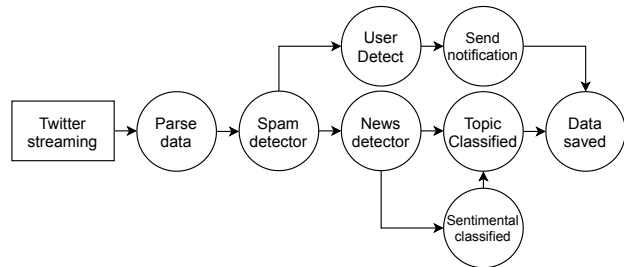 User
Detect
Send
notification
Twitter
streaming
Parse
data
Spam
detector
News
detector
Topic
Classified
Data
saved
Sentimental
classified